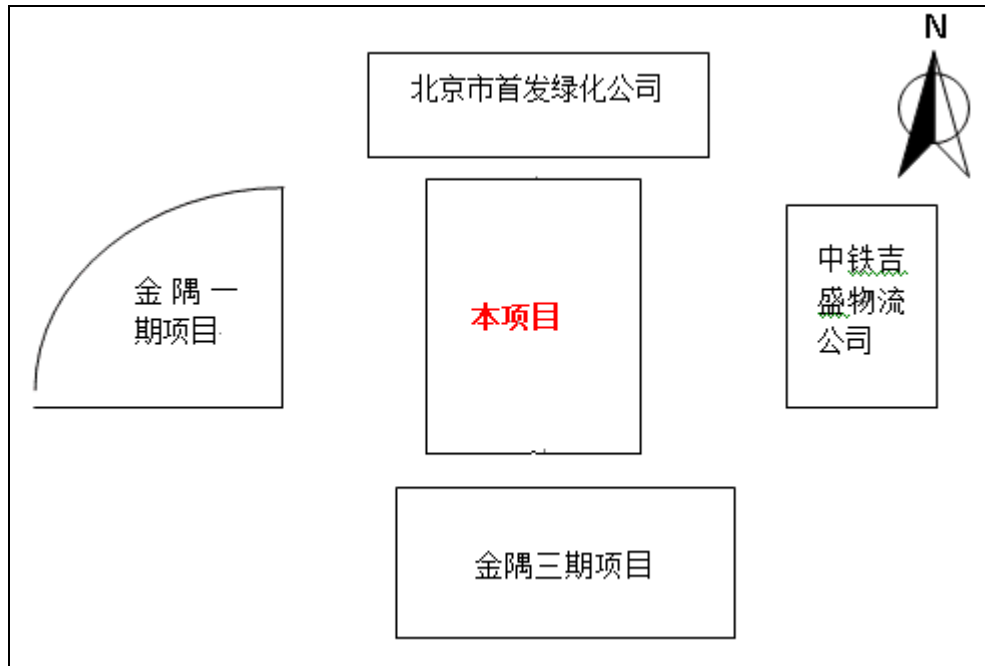 N
北京市首发绿化公司
金隅一
期项目
本项目
中铁吉
盛物流
公司
金隅三期项目